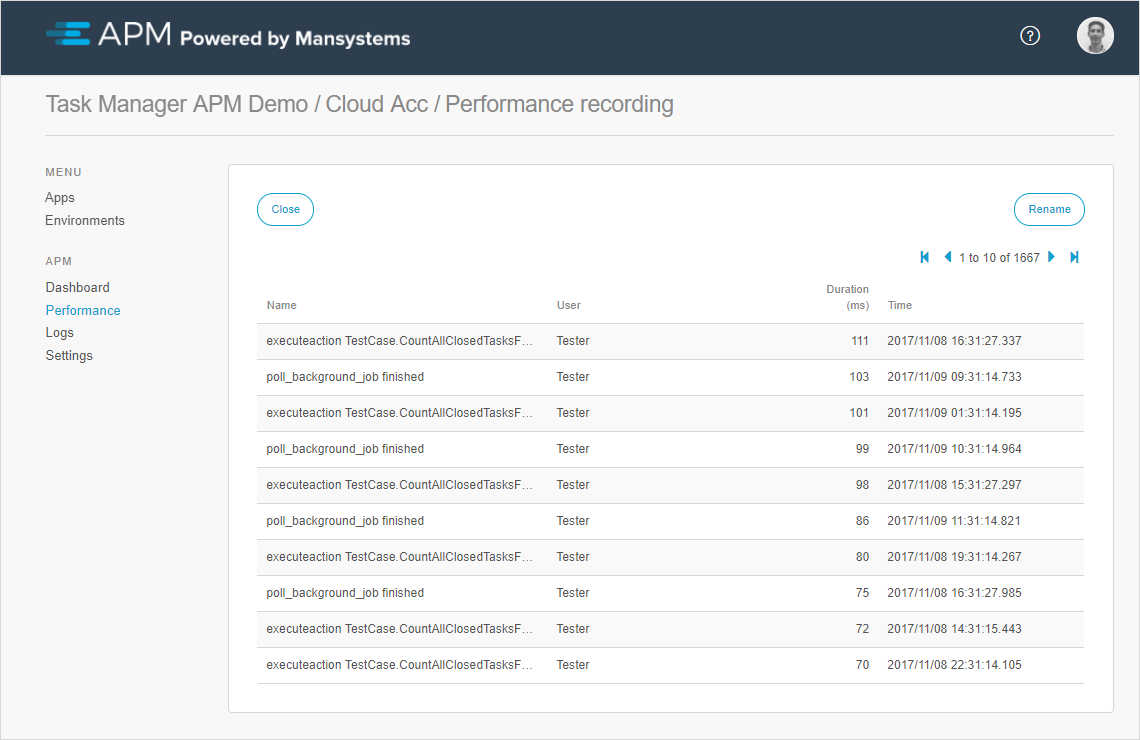 APM Powered by Mansystems
?
Task Manager APM Demo / Cloud Acc / Performance recording
MENU
Apps
Environments
APM
Dashboard
Performance
Logs
Settings
Close
Rename
1 to 10 of 1667
Name User Duration (ms) Time
executeaction TestCase.CountAllClosedTasksF... Tester 111 2017/11/08 16:31:27.337
poll_background_job finished Tester 103 2017/11/09 09:31:14.733
executeaction TestCase.CountAllClosedTasksF... Tester 101 2017/11/09 01:31:14.195
poll_background_job finished Tester 99 2017/11/09 10:31:14.964
executeaction TestCase.CountAllClosedTasksF... Tester 98 2017/11/08 15:31:27.297
poll_background_job finished Tester 86 2017/11/09 11:31:14.821
executeaction TestCase.CountAllClosedTasksF... Tester 80 2017/11/08 19:31:14.267
poll_background_job finished Tester 75 2017/11/08 16:31:27.985
executeaction TestCase.CountAllClosedTasksF... Tester 72 2017/11/08 14:31:15.443
executeaction TestCase.CountAllClosedTasksF... Tester 70 2017/11/08 22:31:14.105